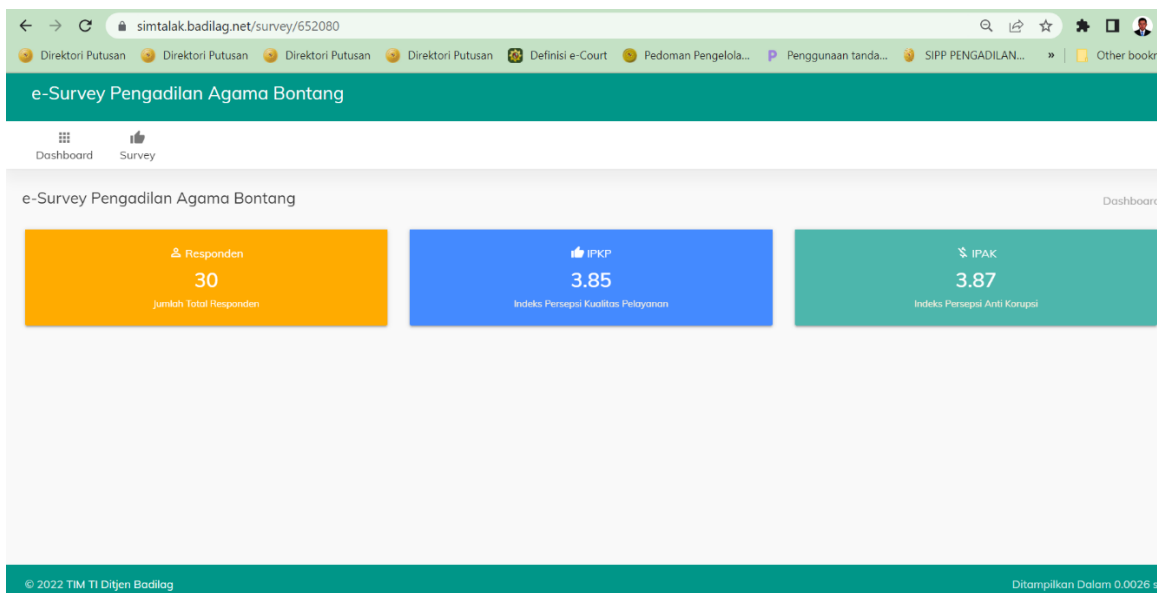 simtalak.badilag.net/survey/652080
Direktori Putusan Direktori Putusan Direktori Putusan Direktori Putusan Definisi e-Court Pedoman Pengelola... Penggunaan tanda... SIPP PENGADILAN... » Other bookr
e-Survey Pengadilan Agama Bontang
Dashboard Survey
e-Survey Pengadilan Agama Bontang Dashboard
Responden IPKP IPAK
30 3.85 3.87
Jumlah Total Responden Indeks Persepsi Kualitas Pelayanan Indeks Persepsi Anti Korupsi
© 2022 TIM TI Ditjen Badilag Ditampilkan Dalam 0.0026 s